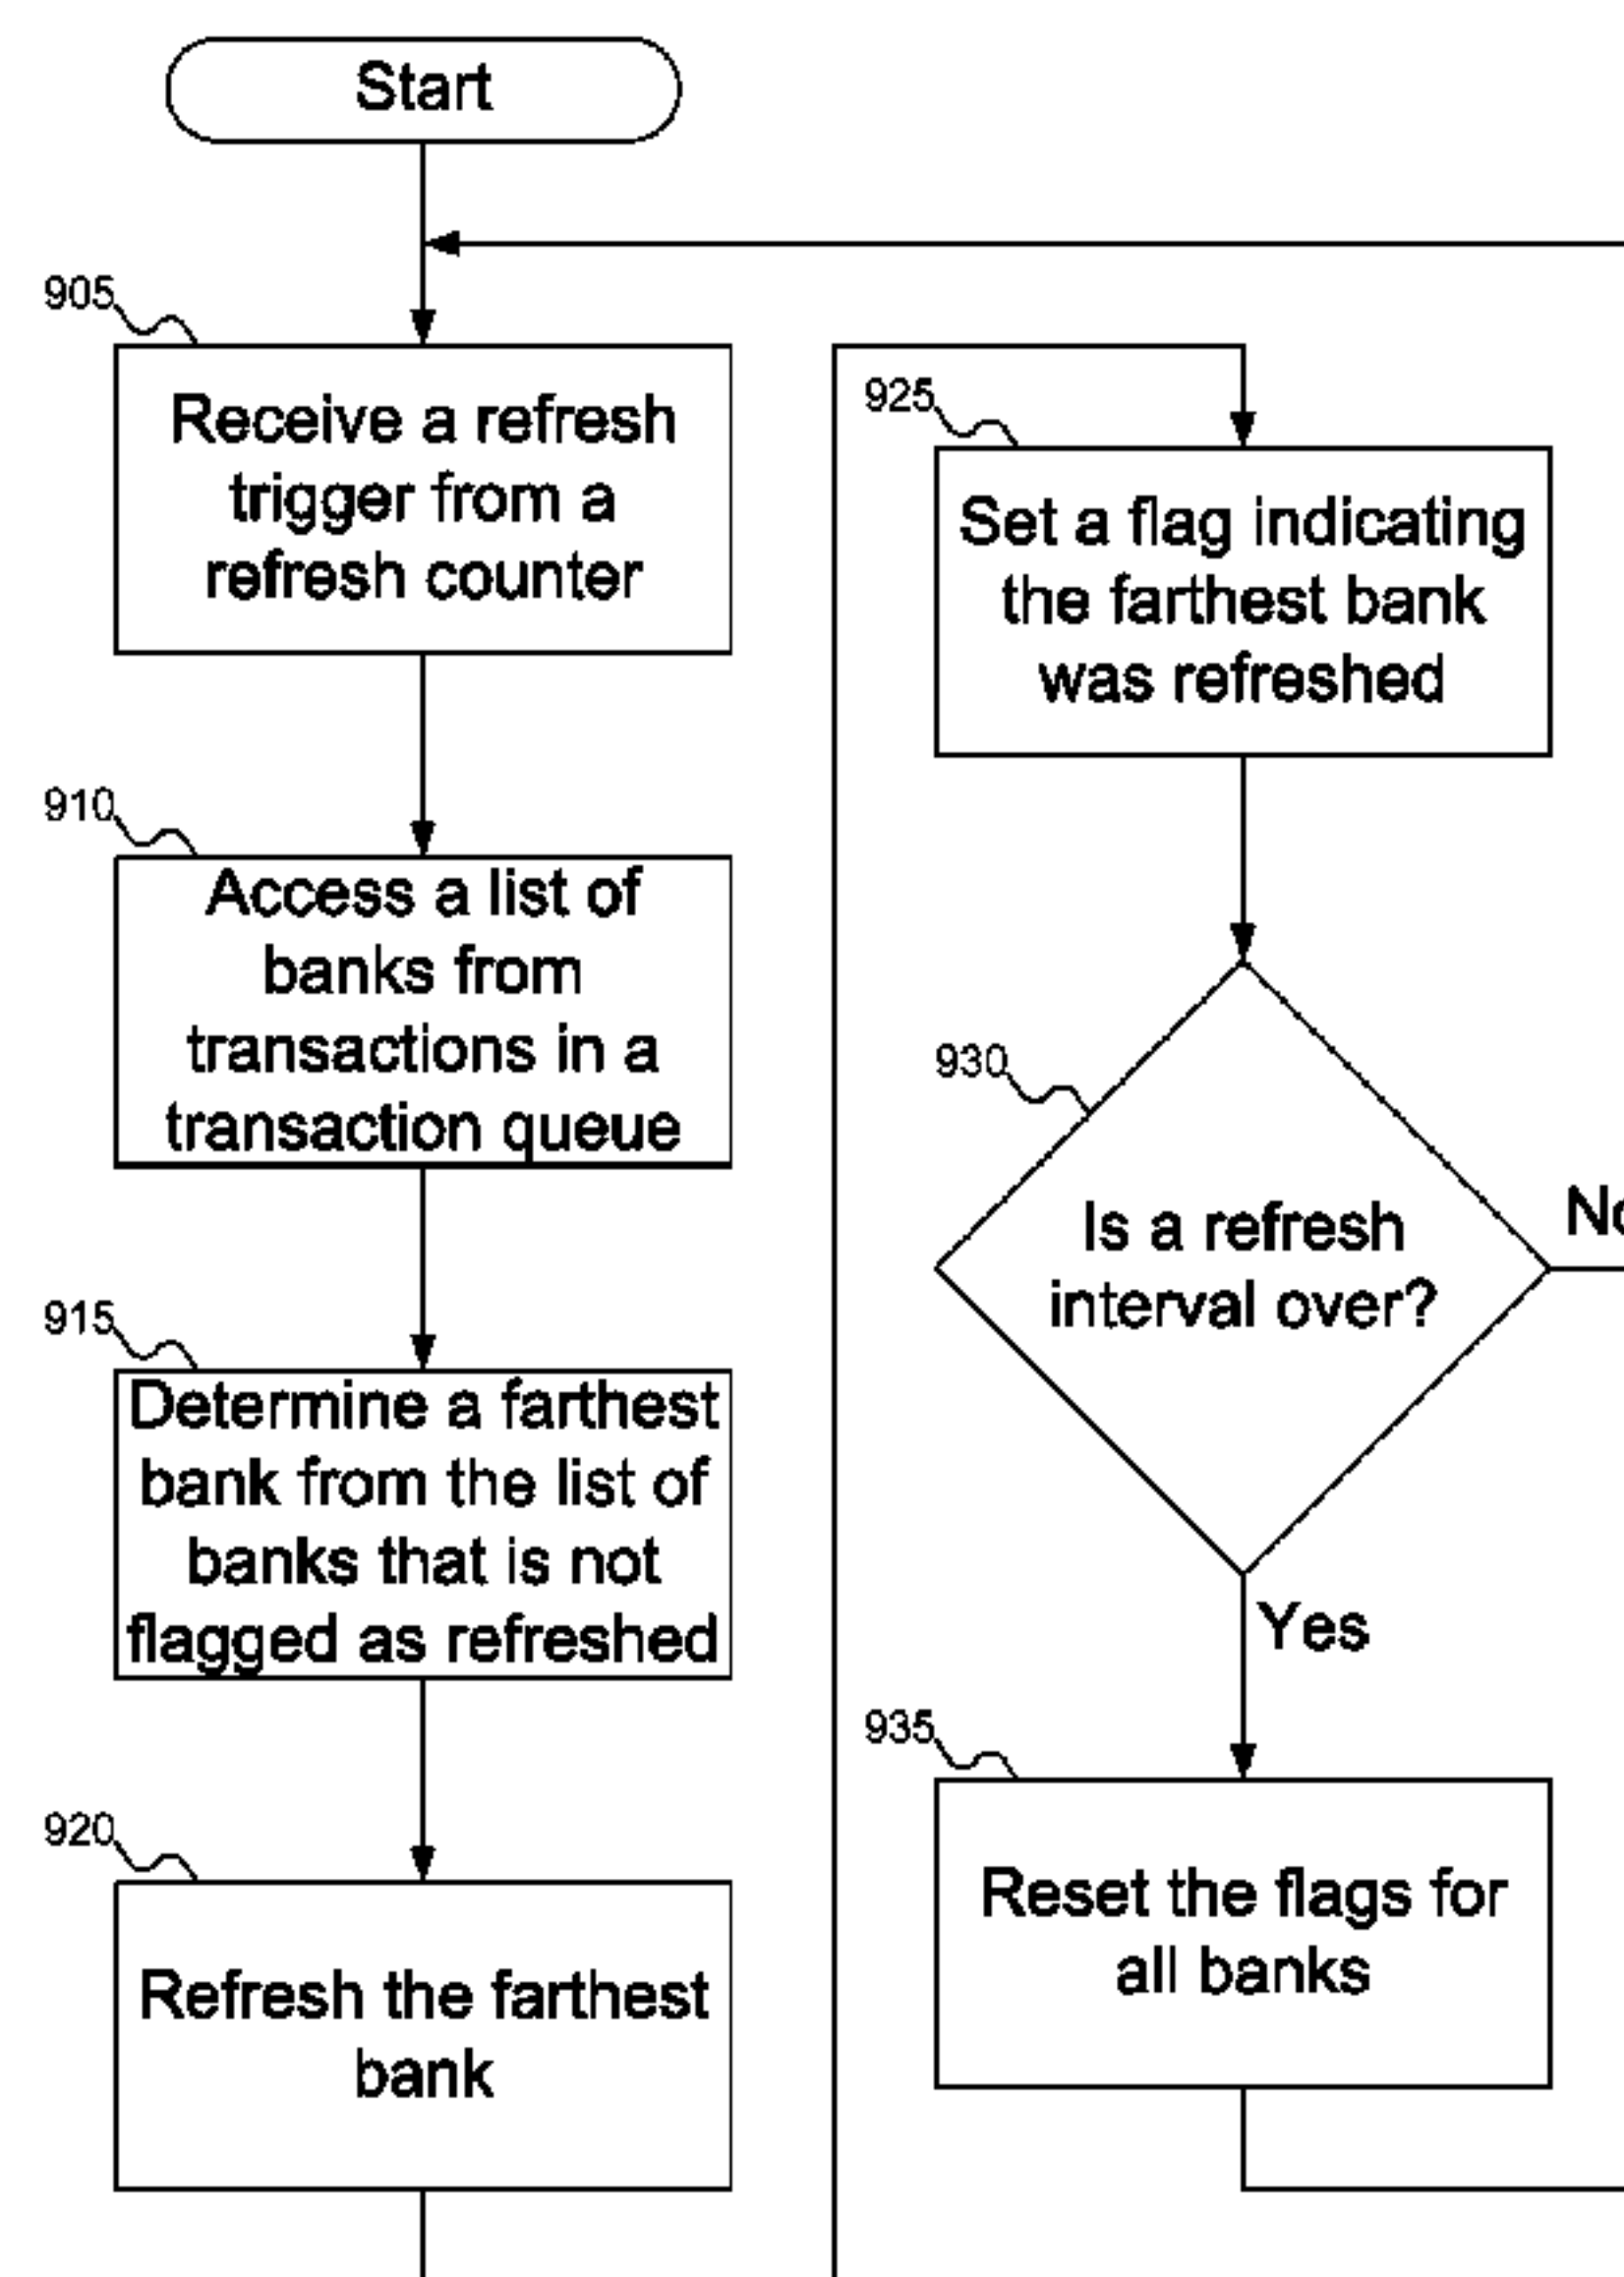 Start
905
Receive a refresh
trigger from a
refresh counter
910
Access a list of
banks from
transactions in a
transaction queue
915
Determine a farthest
bank from the list of
banks that is not
flagged as refreshed
920
Refresh the farthest
bank
925
Set a flag indicating
the farthest bank
was refreshed
930
Is a refresh
interval over?
No
Yes
935
Reset the flags for
all banks